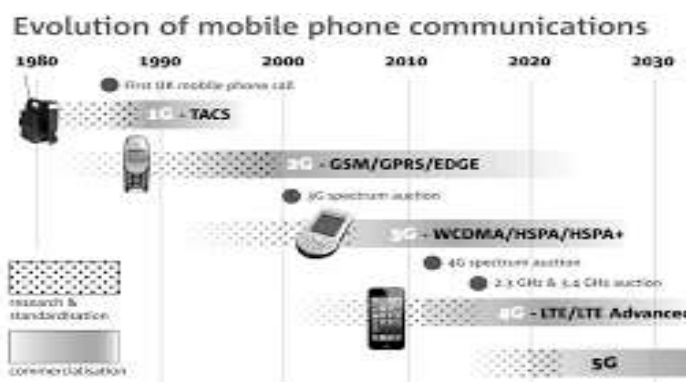 Evolution of mobile phone communications
1980 1990 2000 2010 2020 2030
First UK mobile phone call
1G - TACS
2G - GSM/GPRS/EDGE
3G spectrum auction
3G - WCDMA/HSPA/HSPA+
4G spectrum auction
2.3 GHz & 3.4 GHz auction
research &
standardisation
- LTE/LTE Advanced
commercialisation
5G